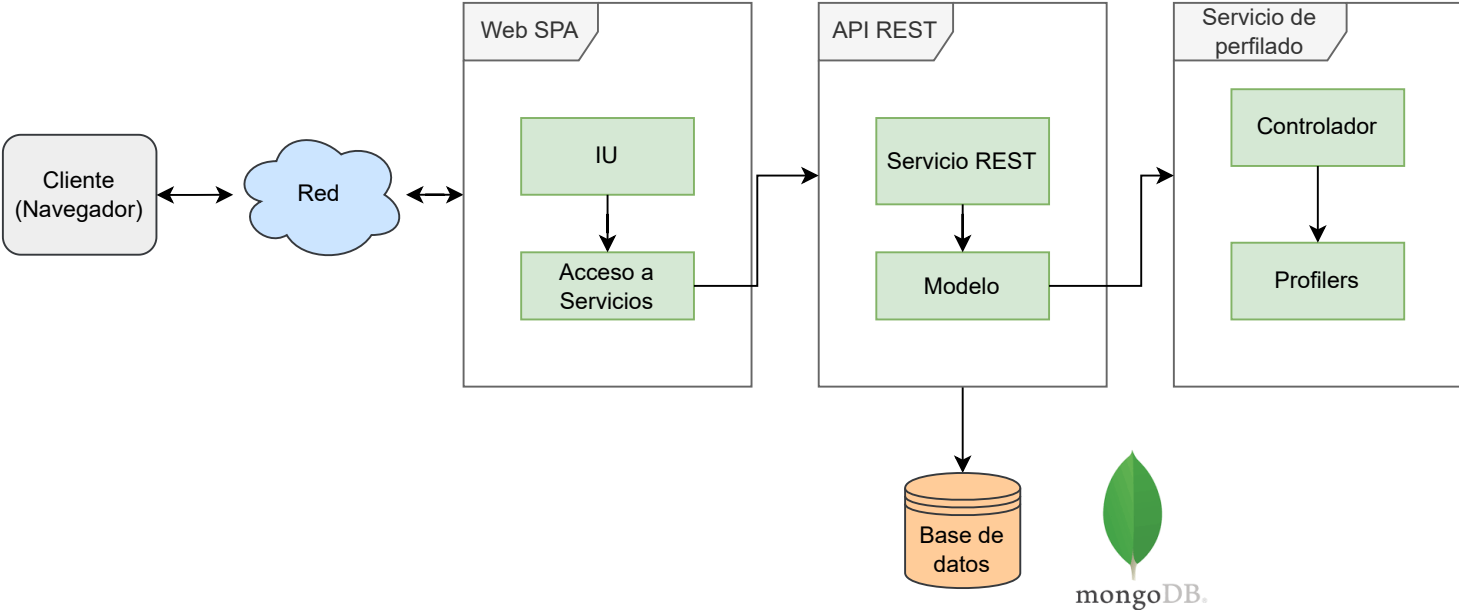 Web SPA
API REST
Servicio de
perfilado
IU
Servicio REST
Controlador
Cliente
(Navegador)
Red
Acceso a
Servicios
Modelo
Profilers
Base de
datos
mongoDB.